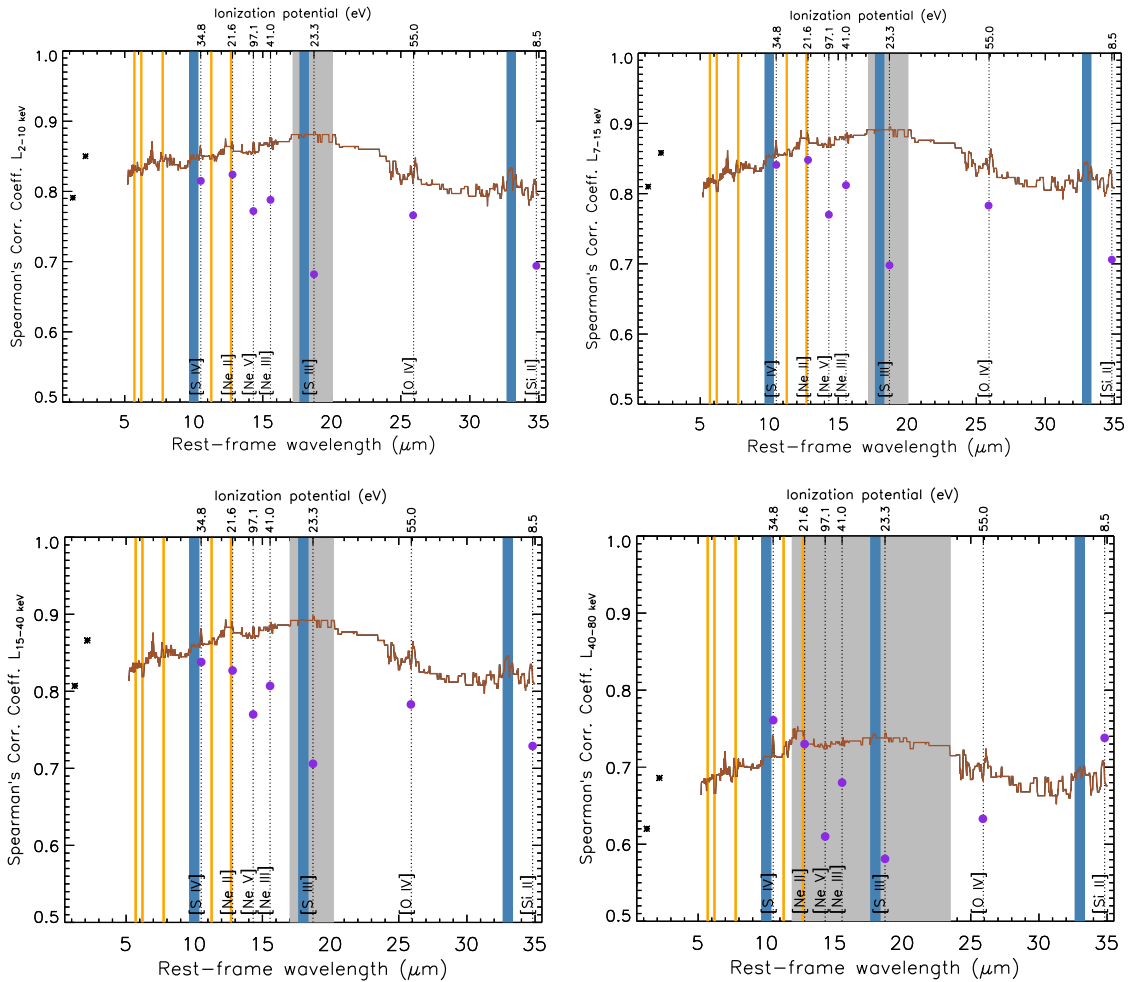 Ionization potential (eV)
34.8 21.6 97.1 41.0 23.3 55.0 8.5
1.0
0.9
0.8
0.7
0.6
0.5
Spearman's Corr. Coeff. L2−10 keV
[S IV] [Ne II] [Ne V] [Ne III] [S III] [O IV] [Si II]
5 10 15 20 25 30 35
Rest−frame wavelength (μm)
Ionization potential (eV)
34.8 21.6 97.1 41.0 23.3 55.0 8.5
1.0
0.9
0.8
0.7
0.6
0.5
Spearman's Corr. Coeff. L7−15 keV
[S IV] [Ne II] [Ne V] [Ne III] [S III] [O IV] [Si II]
5 10 15 20 25 30 35
Rest−frame wavelength (μm)
Ionization potential (eV)
34.8 21.6 97.1 41.0 23.3 55.0 8.5
1.0
0.9
0.8
0.7
0.6
0.5
Spearman's Corr. Coeff. L15−40 keV
[S IV] [Ne II] [Ne V] [Ne III] [S III] [O IV] [Si II]
5 10 15 20 25 30 35
Rest−frame wavelength (μm)
Ionization potential (eV)
34.8 21.6 97.1 41.0 23.3 55.0 8.5
1.0
0.9
0.8
0.7
0.6
0.5
Spearman's Corr. Coeff. L40−80 keV
[S IV] [Ne II] [Ne V] [Ne III] [S III] [O IV] [Si II]
5 10 15 20 25 30 35
Rest−frame wavelength (μm)